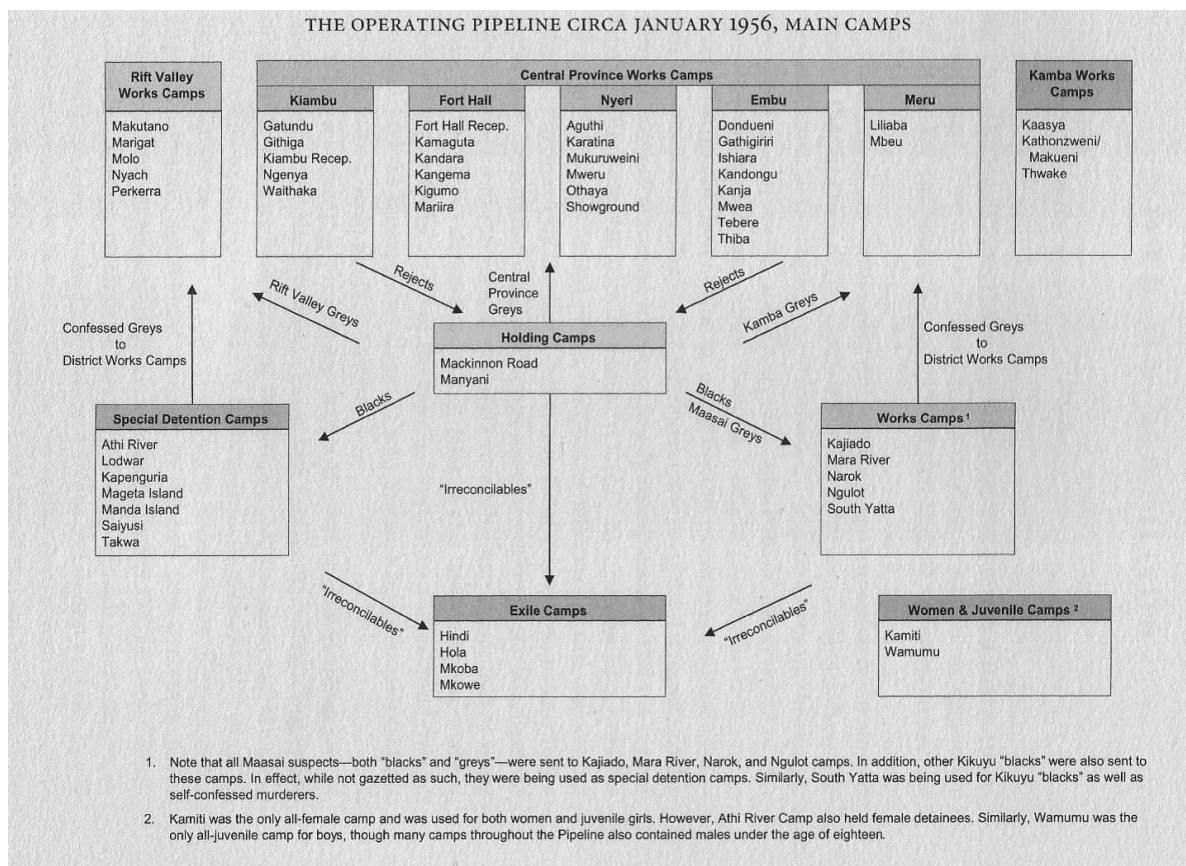 THE OPERATING PIPELINE CIRCA JANUARY 1956, MAIN CAMPS
Rift Valley
Works Camps
Makutano
Marigat
Molo
Nyach
Perkerra
Central Province Works Camps
Kiambu
Gatundu
Githiga
Kiambu Recep.
Ngenya
Waithaka
Fort Hall
Fort Hall Recep.
Kamaguta
Kandara
Kangema
Kigumo
Mariira
Nyeri
Aguthi
Karatina
Mukuruweini
Mweru
Othaya
Showground
Embu
Dondueni
Gathigiriri
Ishiara
Kandongu
Kanja
Mwea
Tebere
Thiba
Meru
Liliaba
Mbeu
Kamba Works
Camps
Kaasya
Kathonzweni/
Makueni
Thwake
Rejects
Rift Valley Greys
Central
Province
Greys
Rejects
Kamba Greys
Confessed Greys
to
District Works Camps
Confessed Greys
to
District Works Camps
Holding Camps
Mackinnon Road
Manyani
Blacks
Blacks
Maasai Greys
Special Detention Camps
Athi River
Lodwar
Kapenguria
Mageta Island
Manda Island
Saiyusi
Takwa
"Irreconcilables"
Works Camps ¹
Kajiado
Mara River
Narok
Ngulot
South Yatta
"Irreconcilables"
"Irreconcilables"
Exile Camps
Hindi
Hola
Mkoba
Mkowe
Women & Juvenile Camps ²
Kamiti
Wamumu
1. Note that all Maasai suspects—both "blacks" and "greys"—were sent to Kajiado, Mara River, Narok, and Ngulot camps. In addition, other Kikuyu "blacks" were also sent to
these camps. In effect, while not gazetted as such, they were being used as special detention camps. Similarly, South Yatta was being used for Kikuyu "blacks" as well as
self-confessed murderers.
2. Kamiti was the only all-female camp and was used for both women and juvenile girls. However, Athi River Camp also held female detainees. Similarly, Wamumu was the
only all-juvenile camp for boys, though many camps throughout the Pipeline also contained males under the age of eighteen.